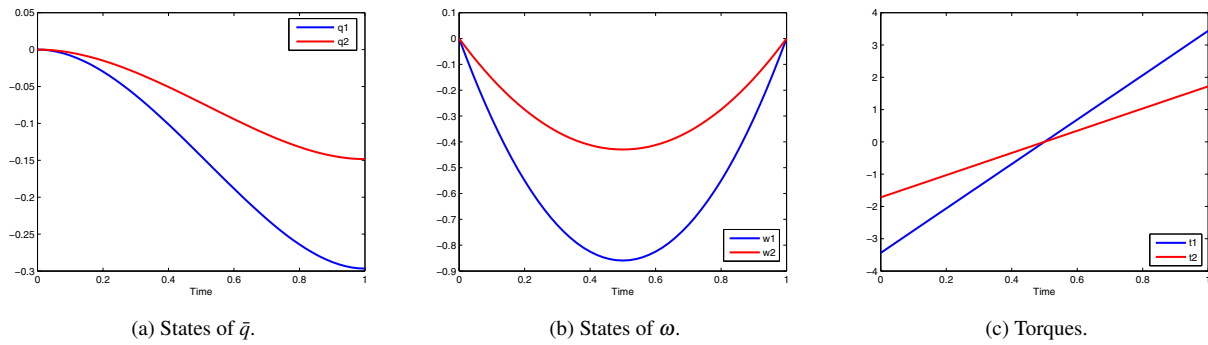 0.05
0
−0.05
−0.1
−0.15
−0.2
−0.25
−0.3
0 0.2 0.4 0.6 0.8 1
Time
q1
q2
(a) States of q̄.
0.1
0
−0.1
−0.2
−0.3
−0.4
−0.5
−0.6
−0.7
−0.8
−0.9
0 0.2 0.4 0.6 0.8 1
Time
w1
w2
(b) States of ω.
4
3
2
1
0
−1
−2
−3
−4
0 0.2 0.4 0.6 0.8 1
Time
t1
t2
(c) Torques.